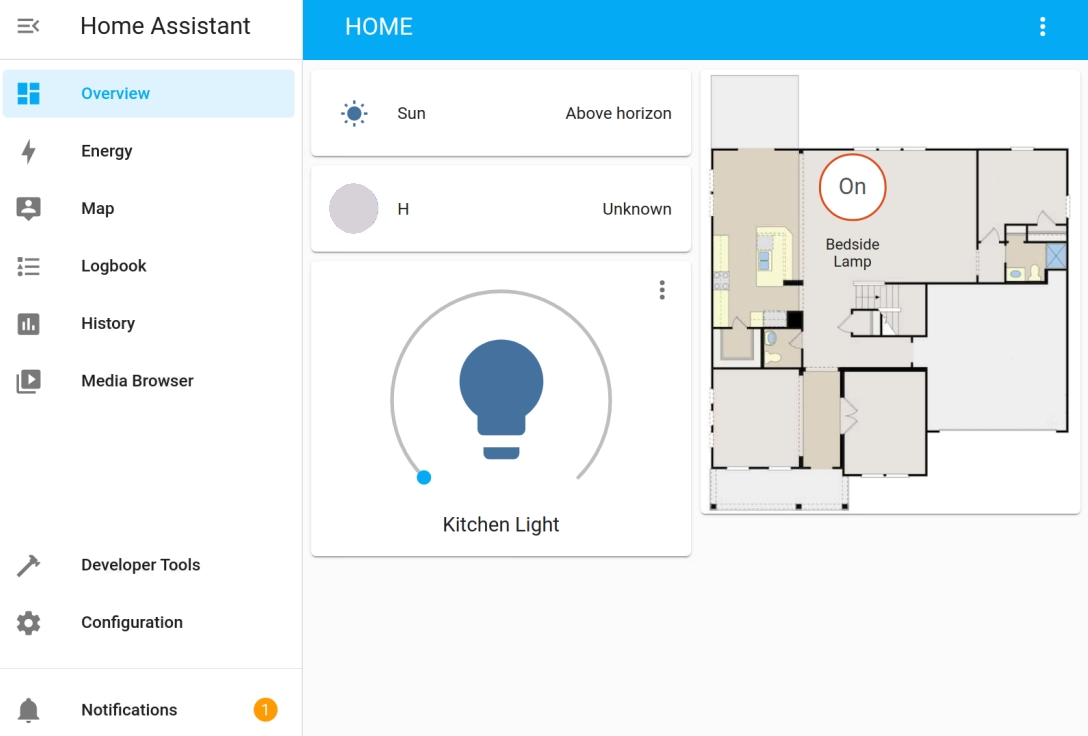 Home Assistant
HOME
Overview
Energy
Map
Logbook
History
Media Browser
Developer Tools
Configuration
Notifications
1
Sun
Above horizon
H
Unknown
Kitchen Light
On
Bedside
Lamp